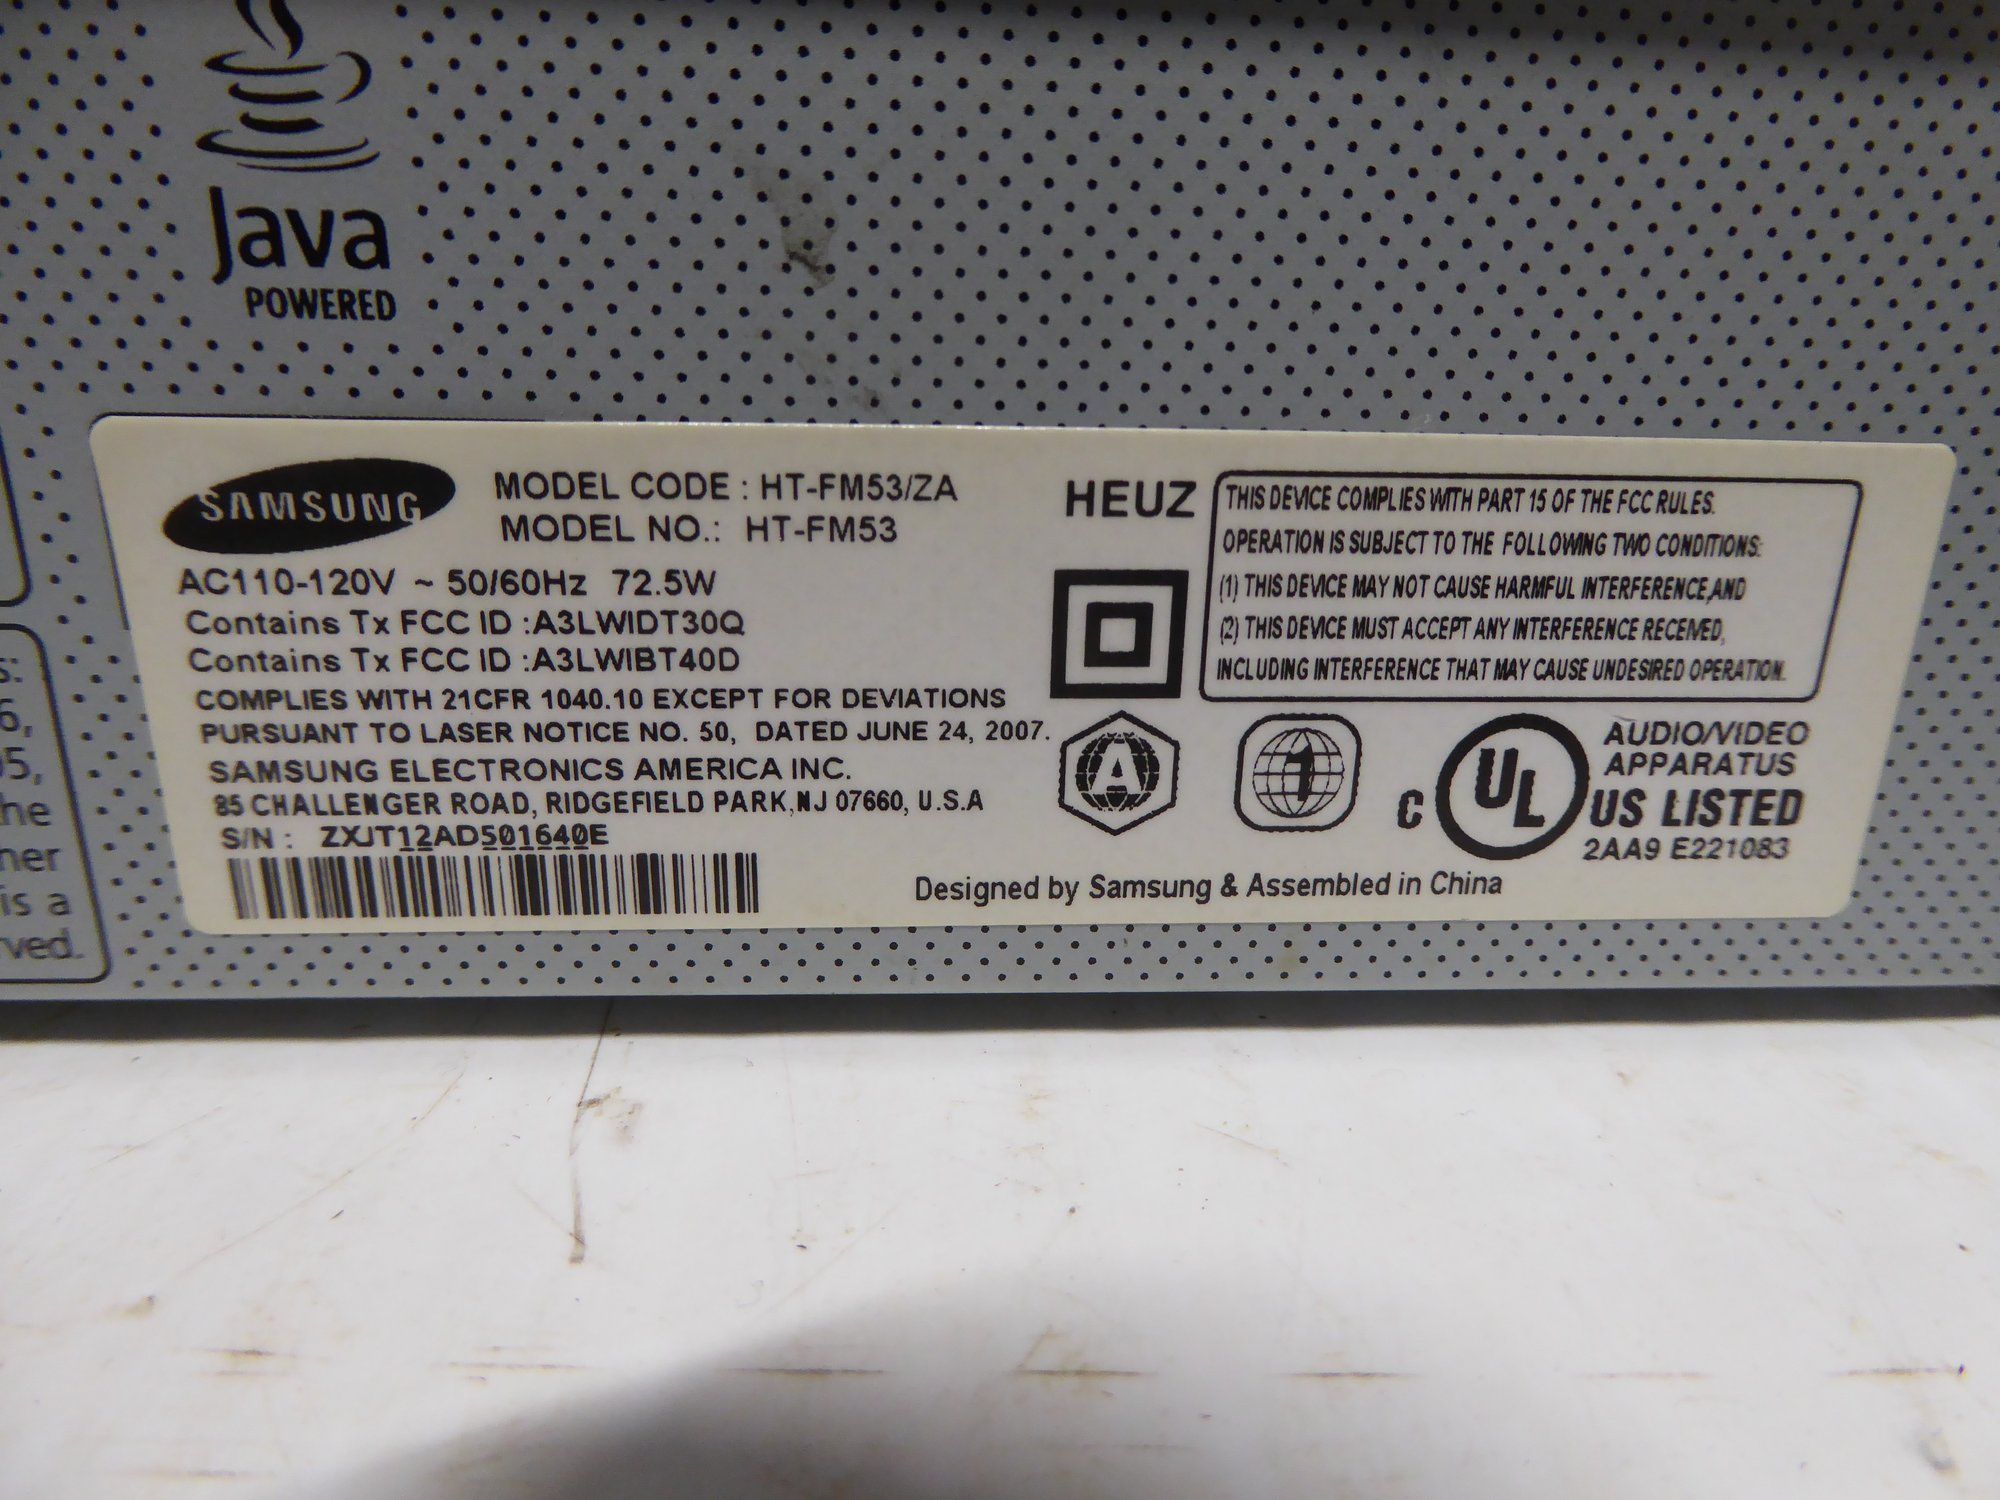 Java
POWERED
SAMSUNG
MODEL CODE : HT-FM53/ZA
MODEL NO.: HT-FM53
AC110-120V ~ 50/60Hz 72.5W
Contains Tx FCC ID :A3LWIDT30Q
Contains Tx FCC ID :A3LWIBT40D
COMPLIES WITH 21CFR 1040.10 EXCEPT FOR DEVIATIONS
PURSUANT TO LASER NOTICE NO. 50, DATED JUNE 24, 2007.
SAMSUNG ELECTRONICS AMERICA INC.
85 CHALLENGER ROAD, RIDGEFIELD PARK,NJ 07660, U.S.A
S/N : ZXJT12AD501640E
HEUZ
THIS DEVICE COMPLIES WITH PART 15 OF THE FCC RULES.
OPERATION IS SUBJECT TO THE FOLLOWING TWO CONDITIONS:
(1) THIS DEVICE MAY NOT CAUSE HARMFUL INTERFERENCE,AND
(2) THIS DEVICE MUST ACCEPT ANY INTERFERENCE RECEIVED,
INCLUDING INTERFERENCE THAT MAY CAUSE UNDESIRED OPERATION.
A
1
C UL
AUDIO/VIDEO
APPARATUS
US LISTED
2AA9 E221083
Designed by Samsung & Assembled in China
is a